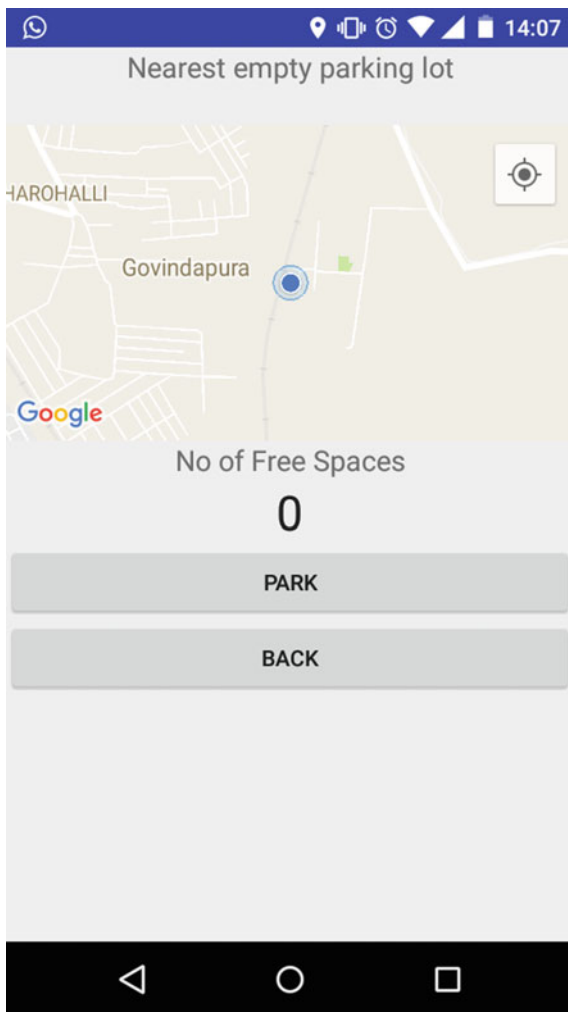 14:07
Nearest empty parking lot
HAROHALLI
Govindapura
Google
No of Free Spaces
0
PARK
BACK